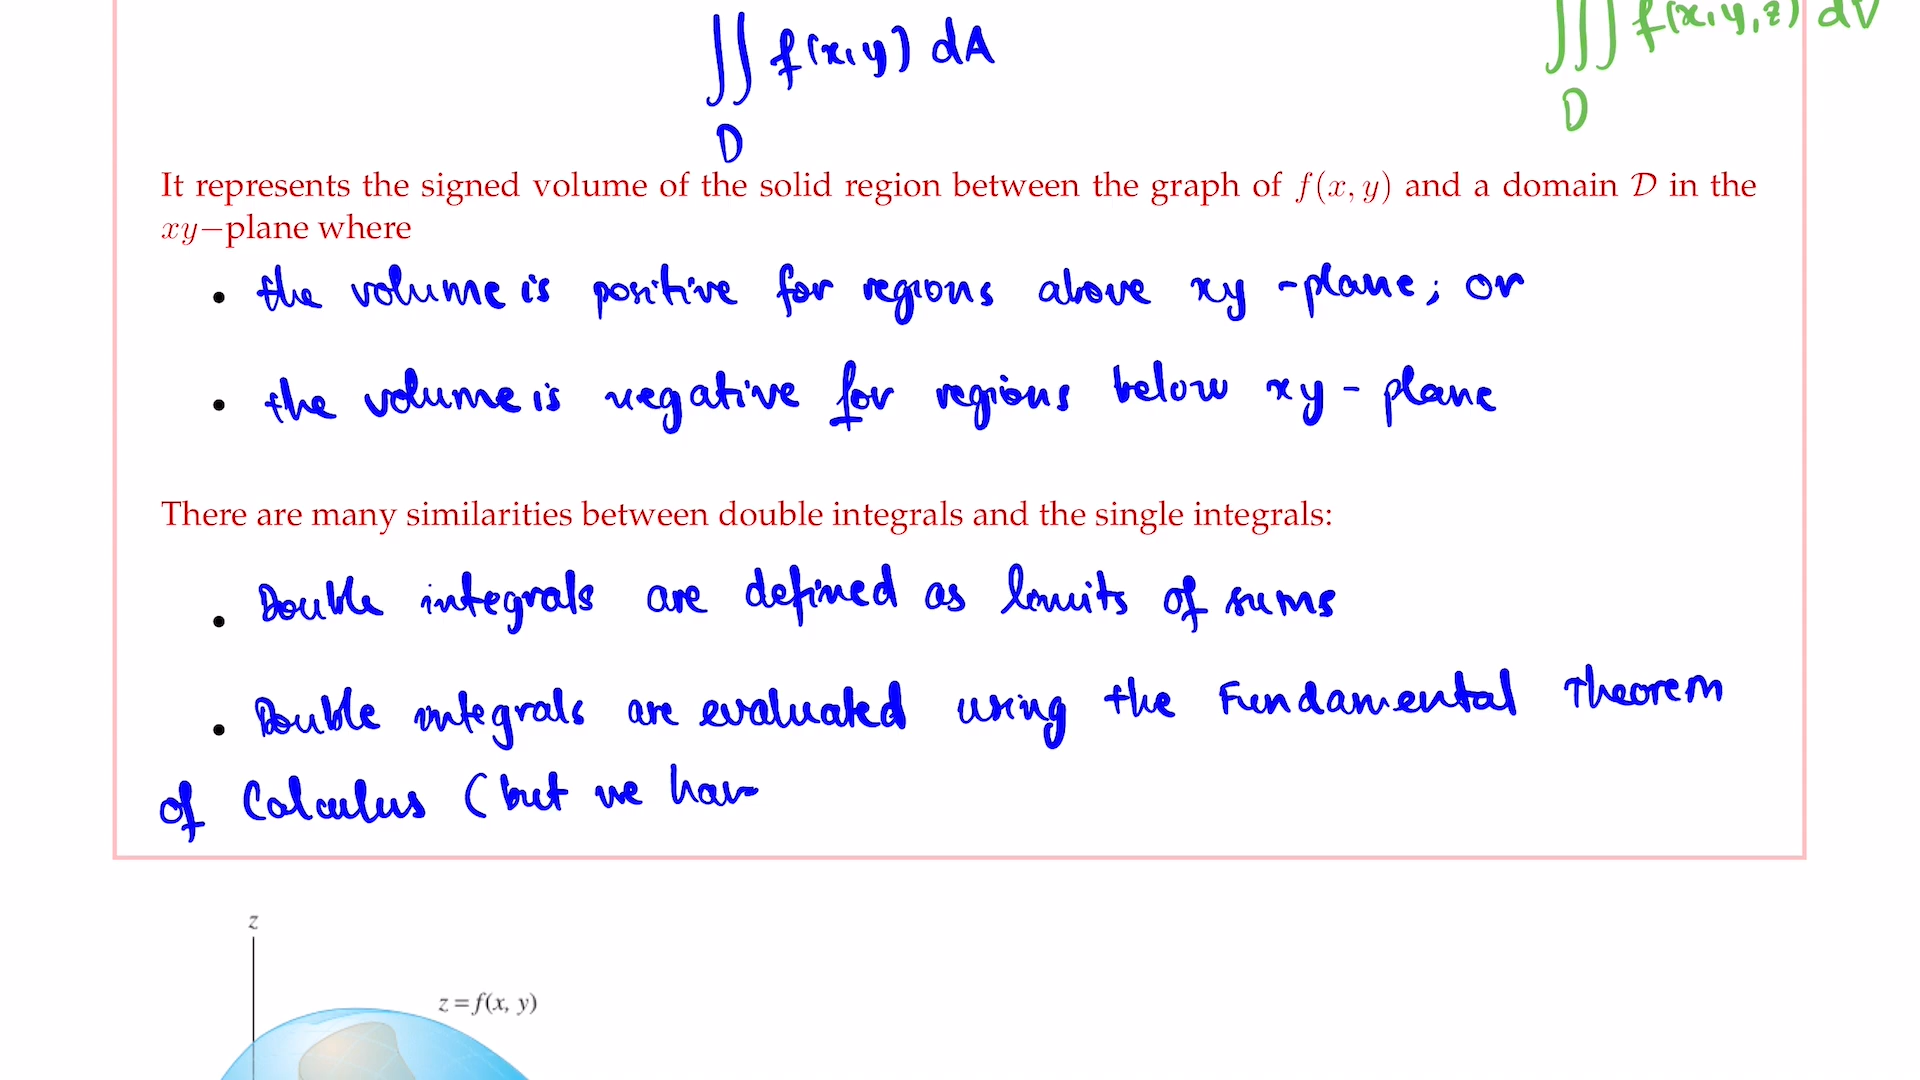 ∬ f(x,y) dA
D
∭ f(x,y,z) dV
D
It represents the signed volume of the solid region between the graph of f(x, y) and a domain 𝒟 in the
xy−plane where
• the volume is positive for regions above xy -plane; or
• the volume is negative for regions below xy - plane
There are many similarities between double integrals and the single integrals:
• Double integrals are defined as limits of sums
• Double integrals are evaluated using the Fundamental Theorem
of Calculus (but we hav
z
z = f(x, y)